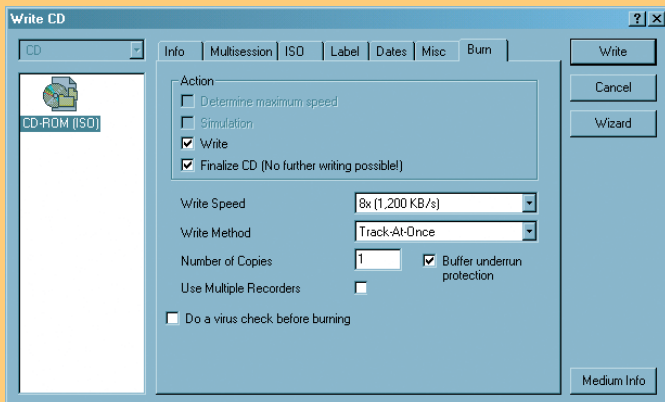 Write CD
CD
Info Multisession ISO Label Dates Misc Burn
Write
Cancel
Wizard
CD-ROM (ISO)
Action
Determine maximum speed
Simulation
Write
Finalize CD (No further writing possible!)
Write Speed 8x (1,200 KB/s)
Write Method Track-At-Once
Number of Copies 1 Buffer underrun
protection
Use Multiple Recorders
Do a virus check before burning
Medium Info